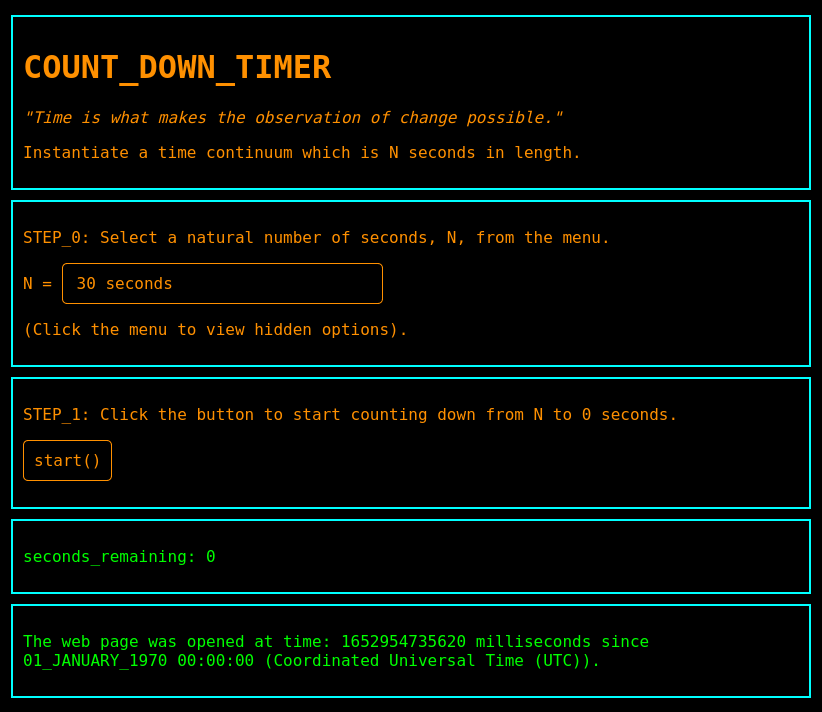 COUNT_DOWN_TIMER
"Time is what makes the observation of change possible."
Instantiate a time continuum which is N seconds in length.
STEP_0: Select a natural number of seconds, N, from the menu.
N = 30 seconds
(Click the menu to view hidden options).
STEP_1: Click the button to start counting down from N to 0 seconds.
start()
seconds_remaining: 0
The web page was opened at time: 1652954735620 milliseconds since
01_JANUARY_1970 00:00:00 (Coordinated Universal Time (UTC)).